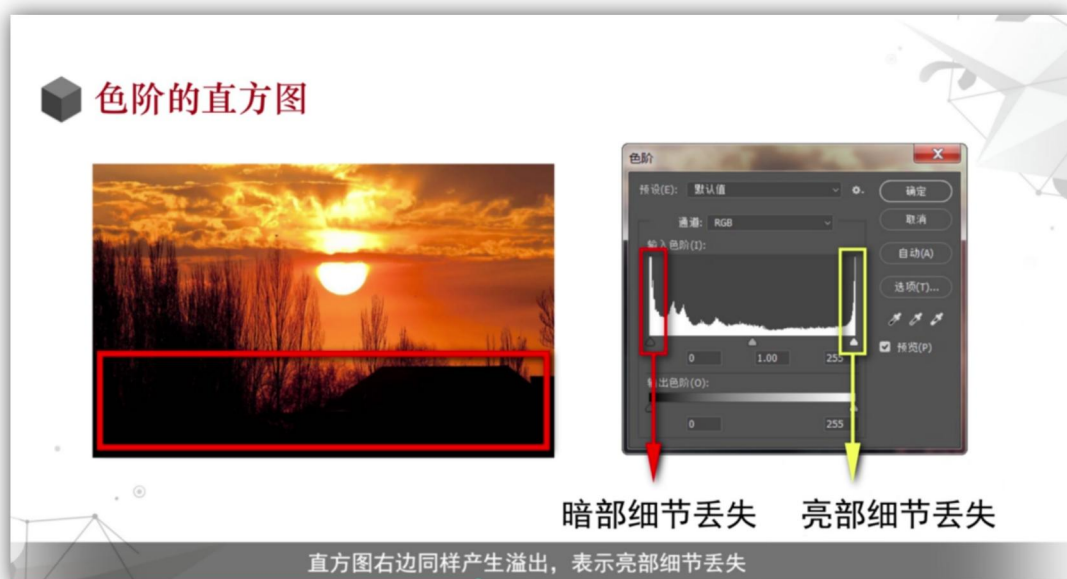 色阶的直方图
色阶
预设(E): 默认值
确定
通道: RGB
取消
输入色阶(I):
自动(A)
选项(T)...
预览(P)
0 1.00 255
输出色阶(O):
0 255
暗部细节丢失 亮部细节丢失
直方图右边同样产生溢出，表示亮部细节丢失